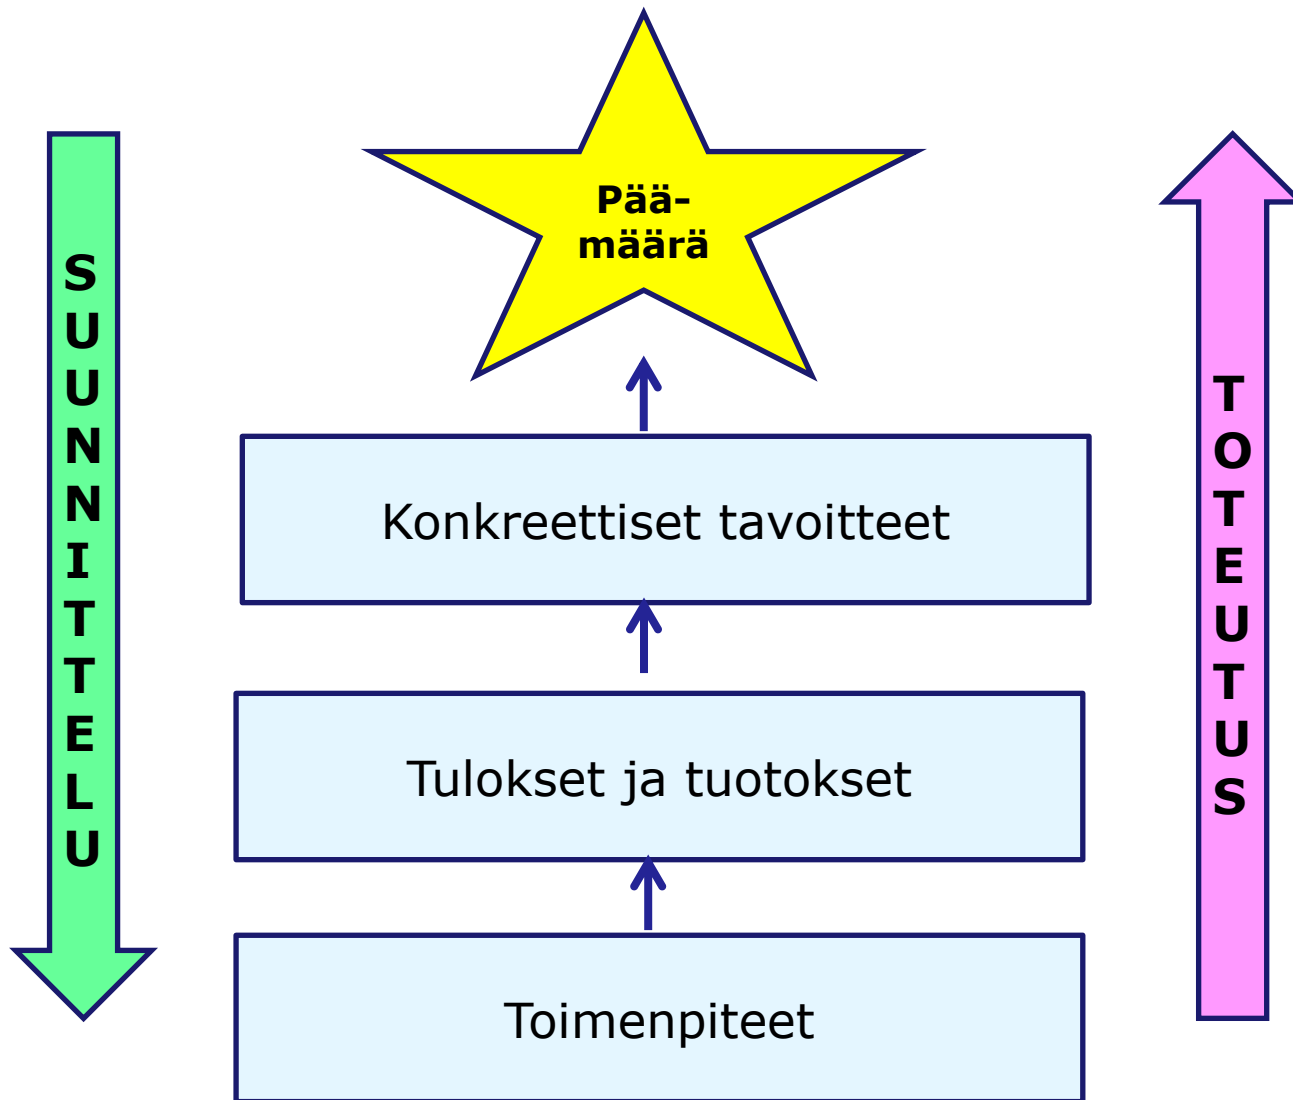 Pää-
määrä
SUUNNITTELU
TOTEUTUS
Konkreettiset tavoitteet
Tulokset ja tuotokset
Toimenpiteet